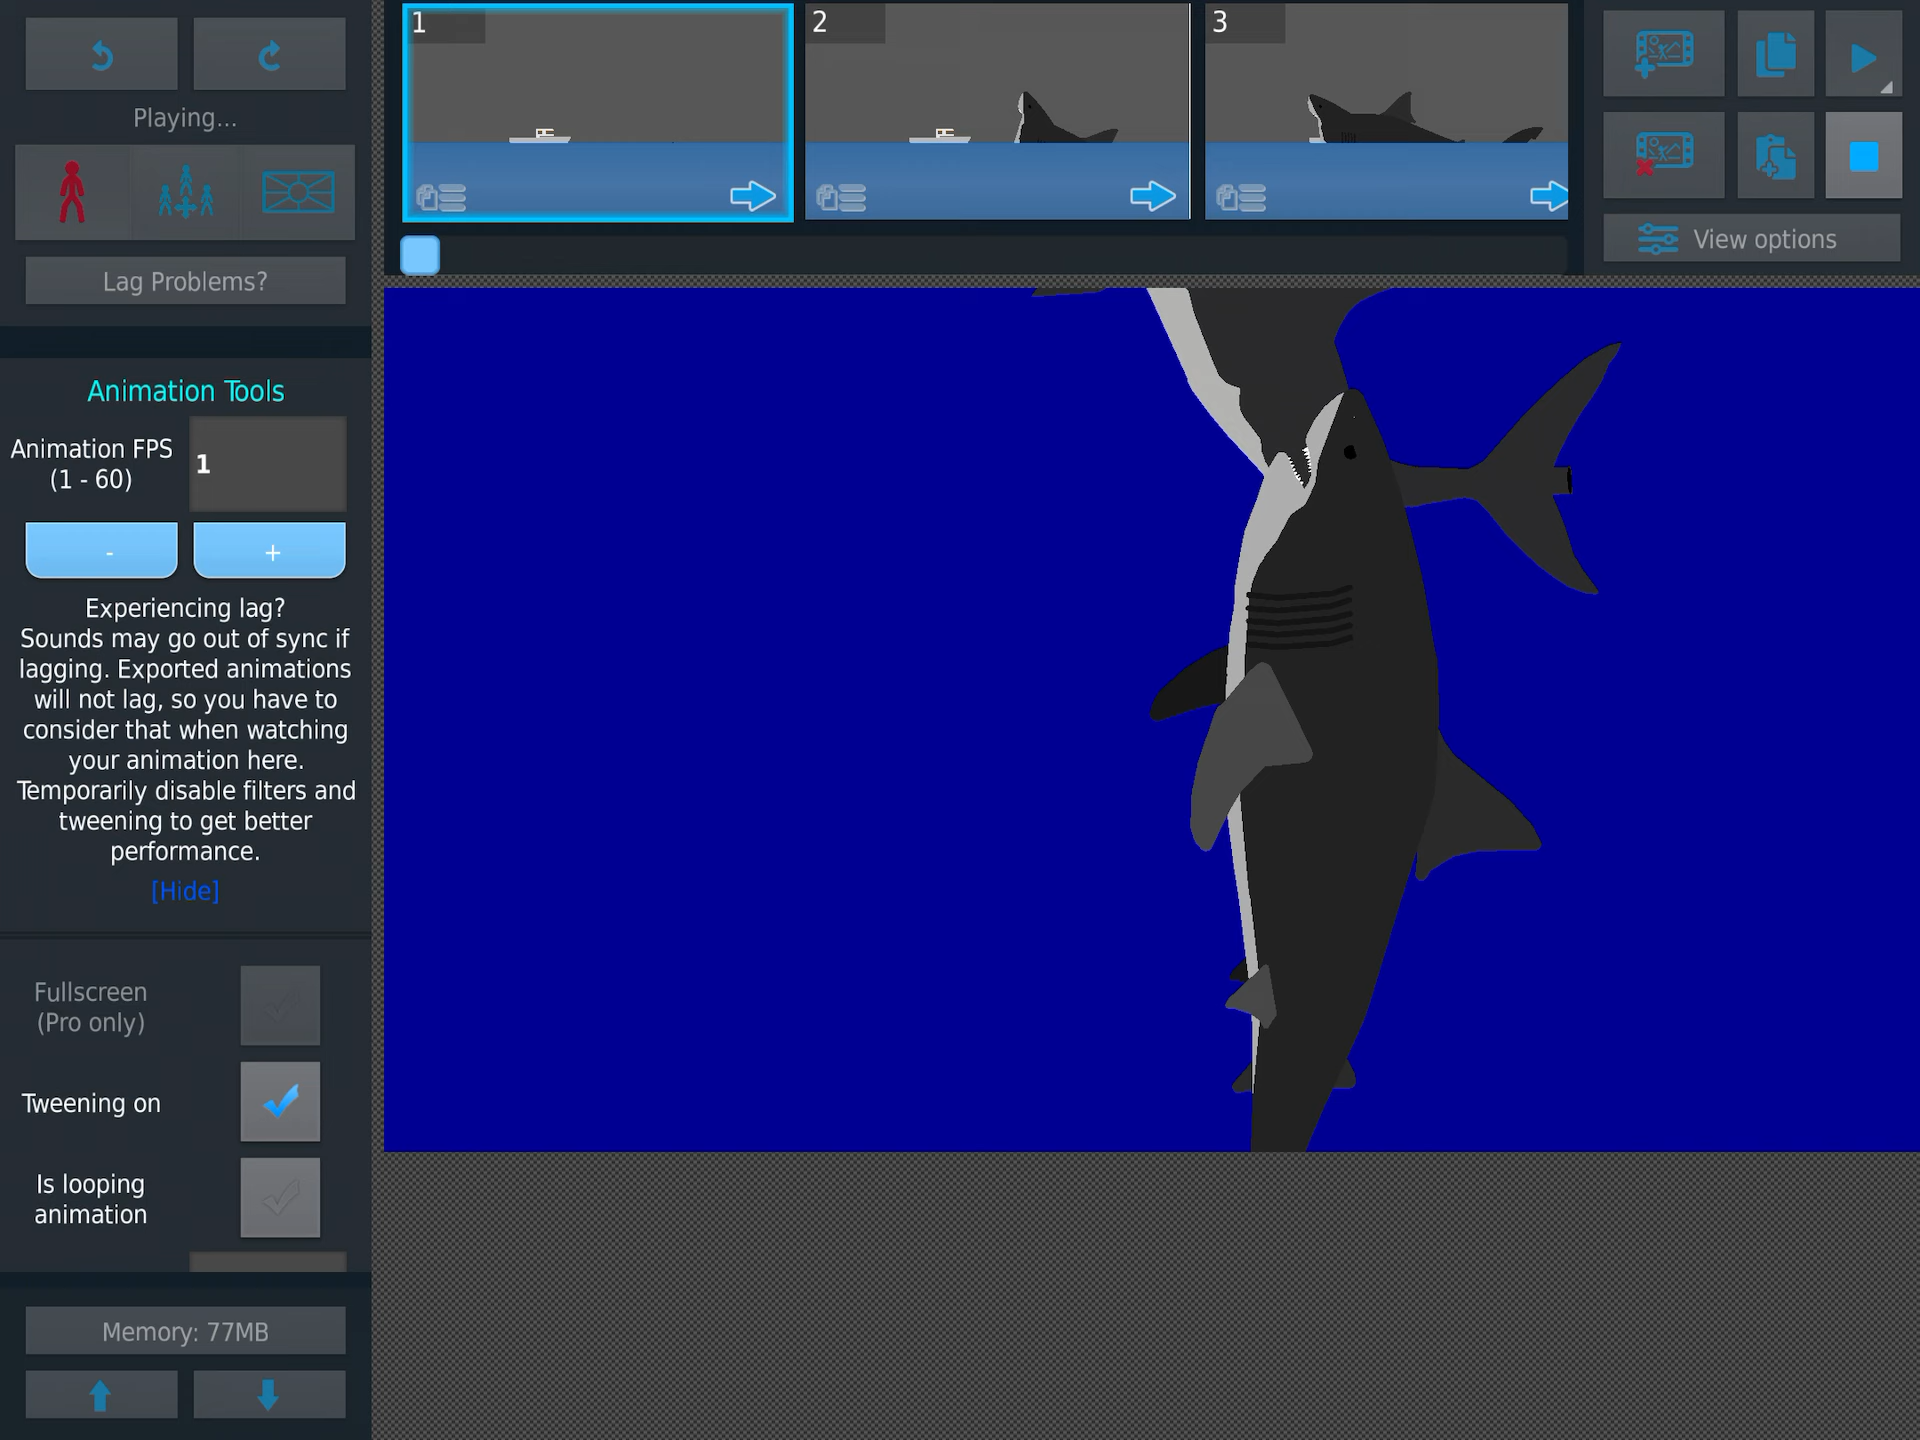 Playing...
Lag Problems?
Animation Tools
Animation FPS
(1 - 60)
1
-
+
Experiencing lag?
Sounds may go out of sync if
lagging. Exported animations
will not lag, so you have to
consider that when watching
your animation here.
Temporarily disable filters and
tweening to get better
performance.
[Hide]
Fullscreen
(Pro only)
Tweening on
Is looping
animation
Memory: 77MB
1
2
3
View options